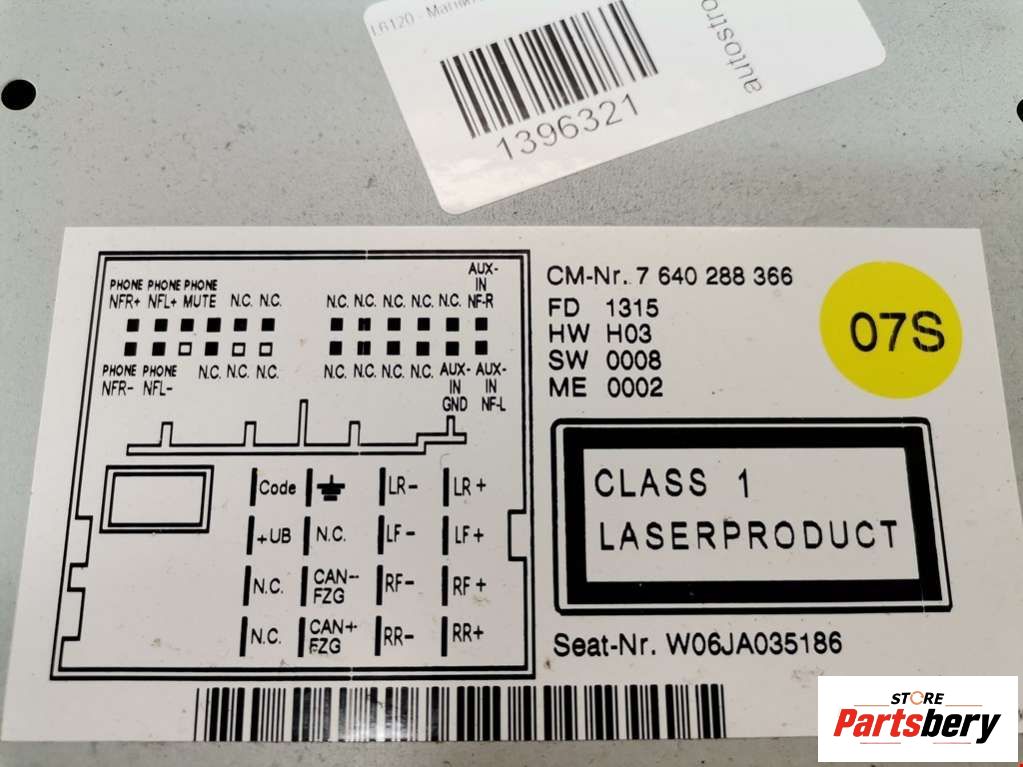 1396321
autostro
PHONE PHONE PHONE
NFR+ NFL+ MUTE N.C. N.C.
N.C. N.C. N.C. N.C. N.C.
AUX-
IN
NF-R
PHONE PHONE
NFR- NFL-
N.C. N.C. N.C.
N.C. N.C. N.C. N.C.
AUX-
IN
GND
AUX-
IN
NF-L
Code LR- LR+
+UB N.C. LF- LF+
N.C. CAN- FZG RF- RF+
N.C. CAN+ FZG RR- RR+
CM-Nr. 7 640 288 366
FD 1315
HW H03
SW 0008
ME 0002
07S
CLASS 1
LASERPRODUCT
Seat-Nr. W06JA035186
STORE
Partsbery